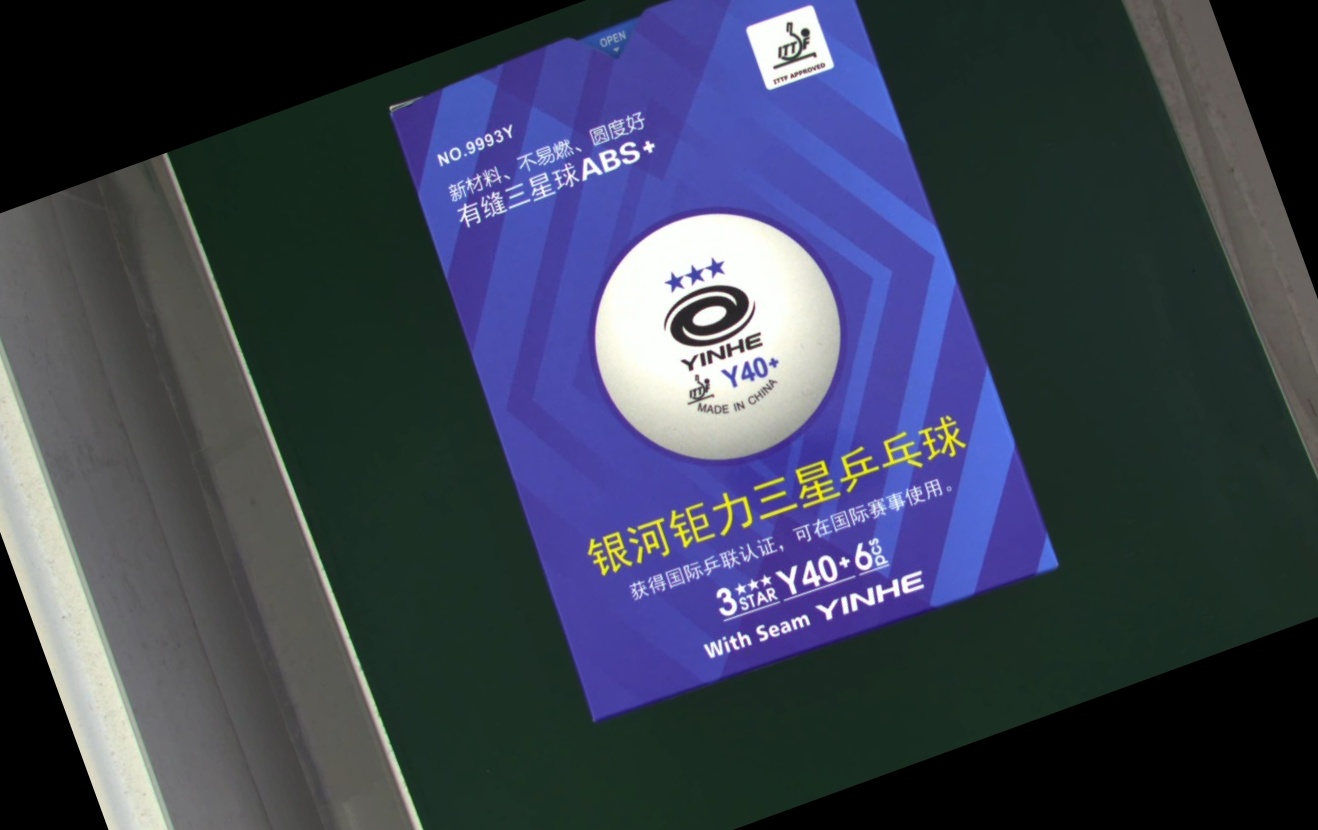 OPEN
ITTF
ITTF APPROVED
NO.9993Y
新材料、不易燃、圆度好
有缝三星球ABS+
YINHE
ITTF Y40+
MADE IN CHINA
银河钜力三星乒乓球
获得国际乒联认证，可在国际赛事使用。
3 STAR Y40+ 6 PCS
With Seam YINHE